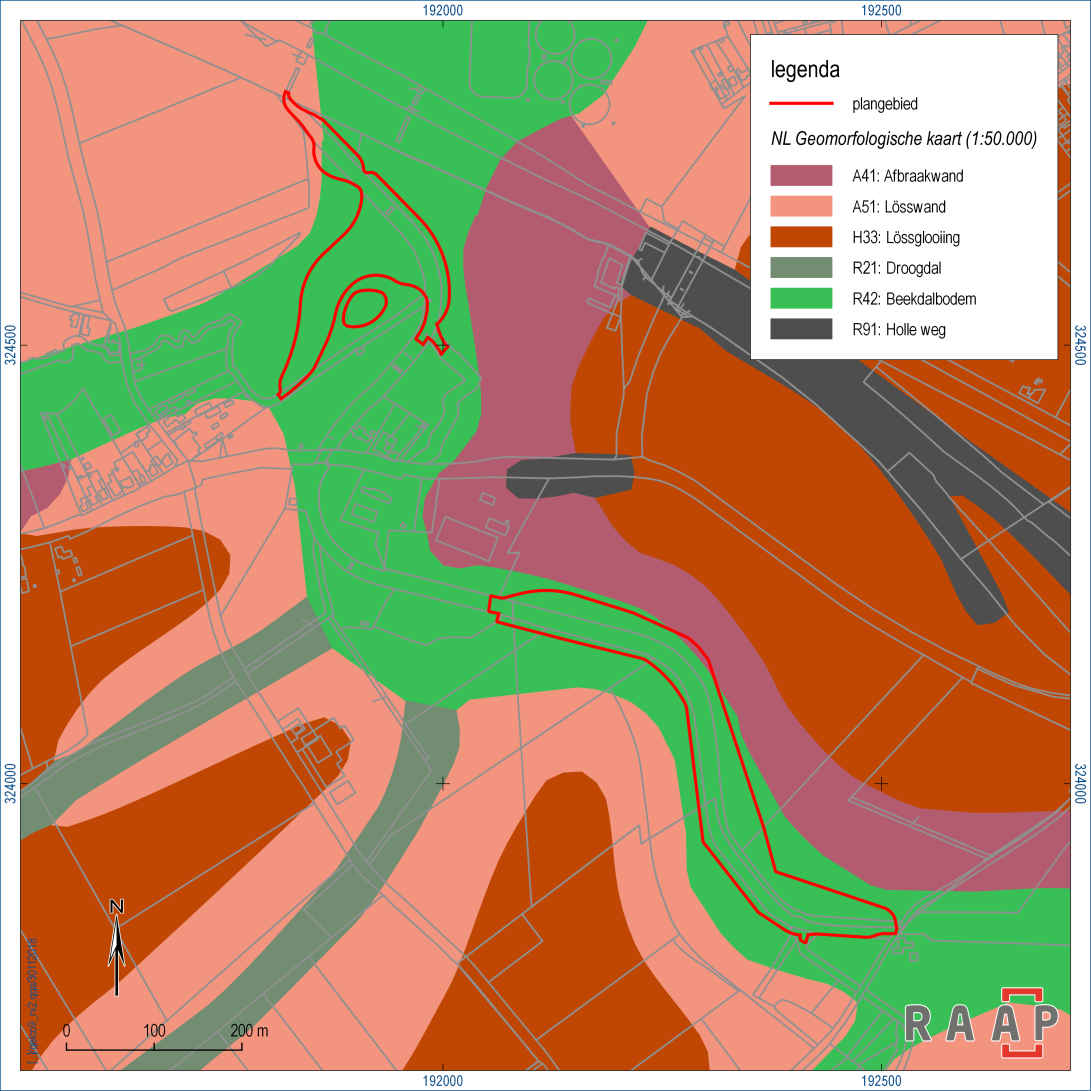 192000
192500
legenda
plangebied
NL Geomorfologische kaart (1:50.000)
A41: Afbraakwand
A51: Lösswand
H33: Lössglooiing
R21: Droogdal
R42: Beekdalbodem
R91: Holle weg
324500
324500
324000
324000
N
0 100 200 m
RAAP
192000
192500